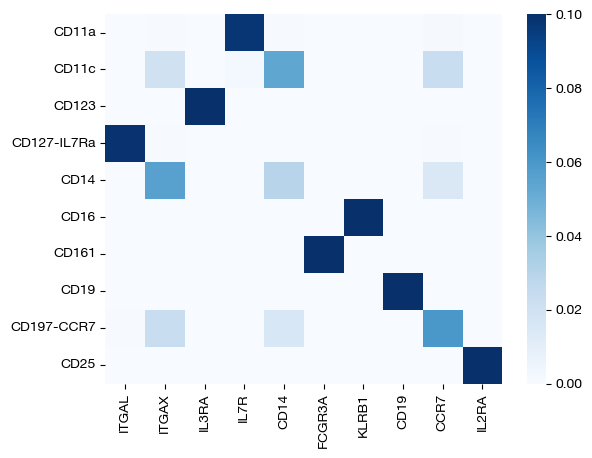 CD11a
CD11c
CD123
CD127-IL7Ra
CD14
CD16
CD161
CD19
CD197-CCR7
CD25
ITGAL
ITGAX
IL3RA
IL7R
CD14
FCGR3A
KLRB1
CD19
CCR7
IL2RA
0.10
0.08
0.06
0.04
0.02
0.00